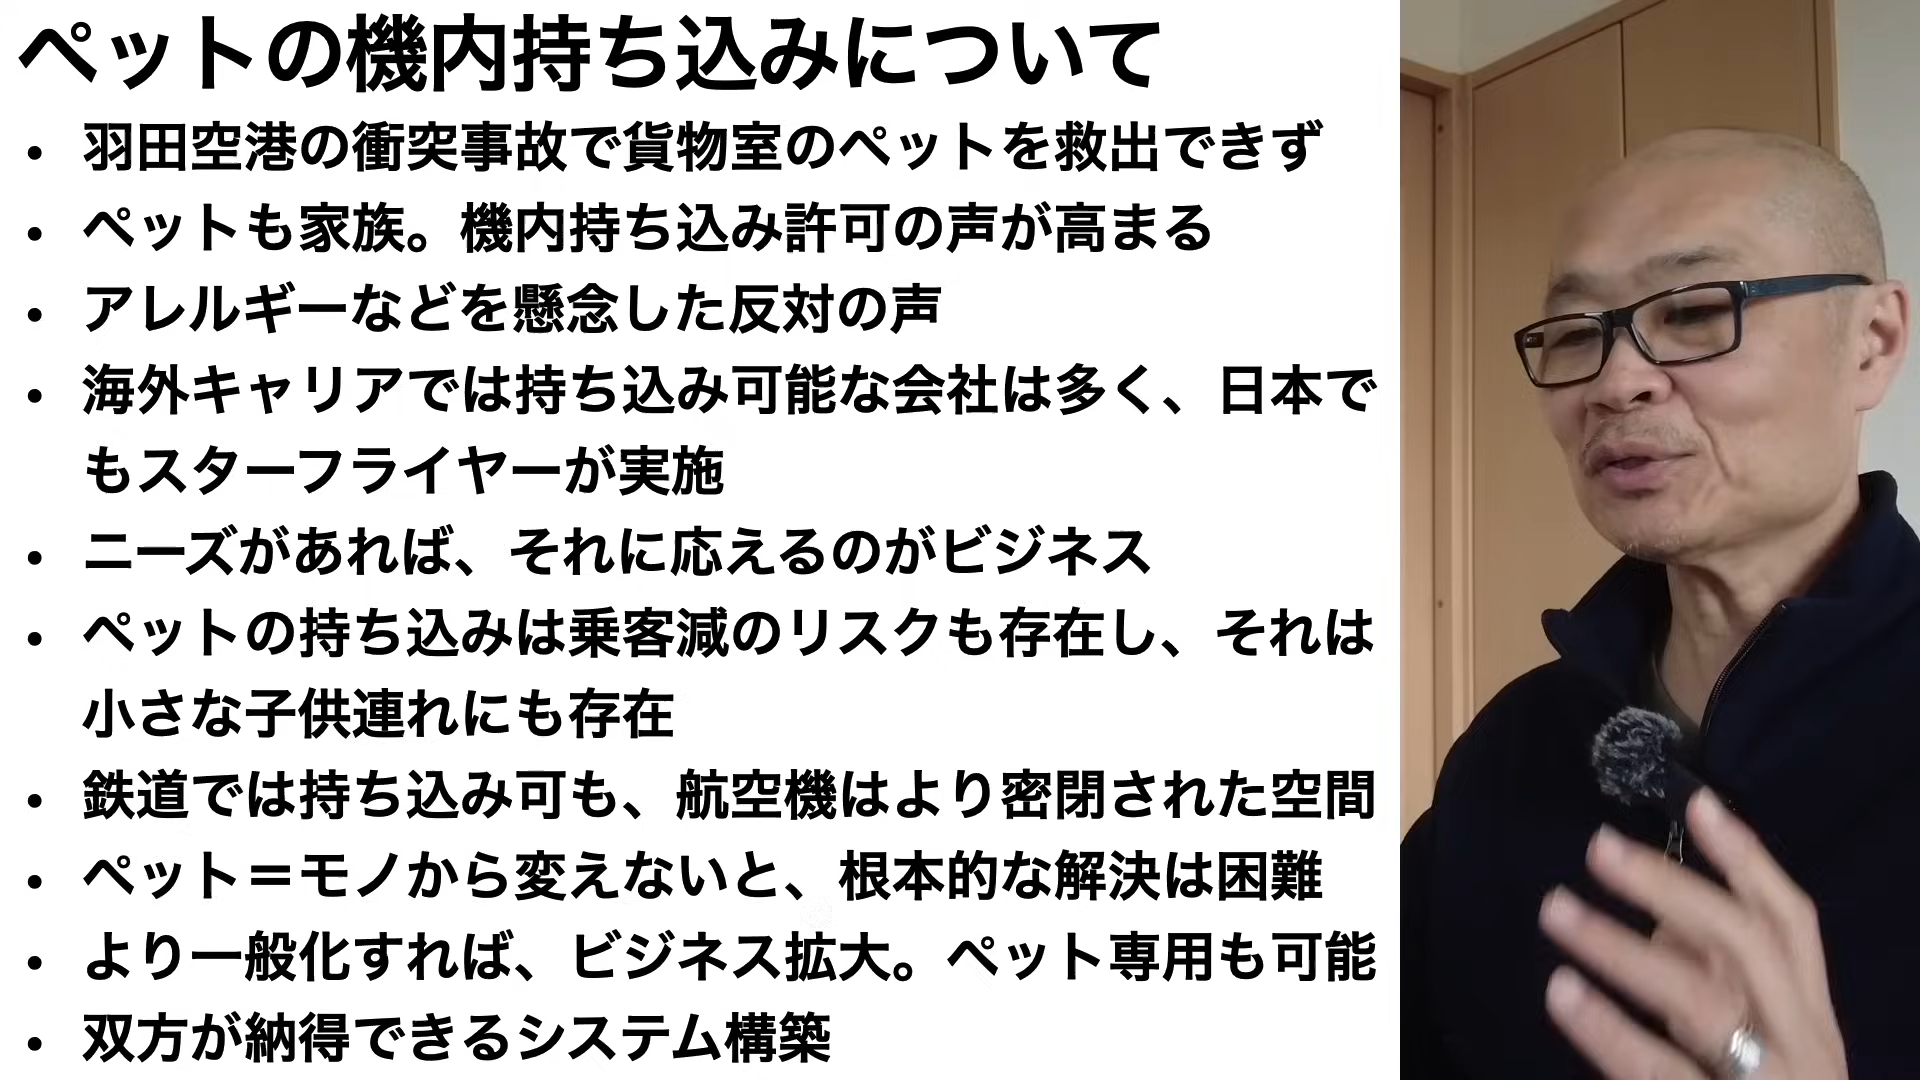 ペットの機内持ち込みについて
• 羽田空港の衝突事故で貨物室のペットを救出できず
• ペットも家族。機内持ち込み許可の声が高まる
• アレルギーなどを懸念した反対の声
• 海外キャリアでは持ち込み可能な会社は多く、日本で
もスターフライヤーが実施
• ニーズがあれば、それに応えるのがビジネス
• ペットの持ち込みは乗客減のリスクも存在し、それは
小さな子供連れにも存在
• 鉄道では持ち込み可も、航空機はより密閉された空間
• ペット＝モノから変えないと、根本的な解決は困難
• より一般化すれば、ビジネス拡大。ペット専用も可能
• 双方が納得できるシステム構築